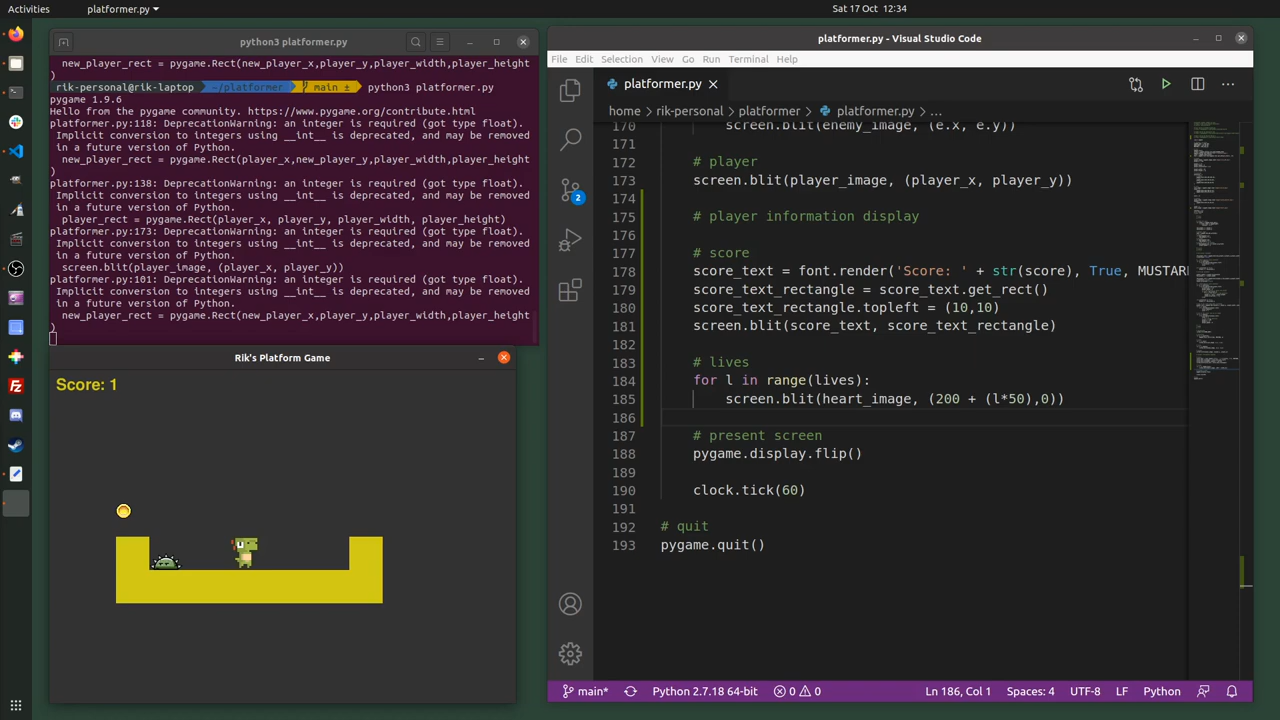 Activities
platformer.py
Sat 17 Oct 12:34
python3 platformer.py
new_player_rect = pygame.Rect(new_player_x,player_y,player_width,player_height
)
rik-personal@rik-laptop ~/platformer main ± python3 platformer.py
pygame 1.9.6
Hello from the pygame community. https://www.pygame.org/contribute.html
platformer.py:118: DeprecationWarning: an integer is required (got type float).
Implicit conversion to integers using __int__ is deprecated, and may be removed
in a future version of Python.
new_player_rect = pygame.Rect(player_x,new_player_y,player_width,player_height
)
platformer.py:138: DeprecationWarning: an integer is required (got type float).
Implicit conversion to integers using __int__ is deprecated, and may be removed
in a future version of Python.
player_rect = pygame.Rect(player_x, player_y, player_width, player_height)
platformer.py:173: DeprecationWarning: an integer is required (got type float).
Implicit conversion to integers using __int__ is deprecated, and may be removed
in a future version of Python.
screen.blit(player_image, (player_x, player_y))
platformer.py:101: DeprecationWarning: an integer is required (got type float).
Implicit conversion to integers using __int__ is deprecated, and may be removed
in a future version of Python.
new_player_rect = pygame.Rect(new_player_x,player_y,player_width,player_height
)
Rik's Platform Game
Score: 1
platformer.py - Visual Studio Code
File Edit Selection View Go Run Terminal Help
platformer.py
home > rik-personal > platformer > platformer.py > ...
2
170 screen.blit(enemy_image, (e.x, e.y))
171
172 # player
173 screen.blit(player_image, (player_x, player_y))
174
175 # player information display
176
177 # score
178 score_text = font.render('Score: ' + str(score), True, MUSTAR
179 score_text_rectangle = score_text.get_rect()
180 score_text_rectangle.topleft = (10,10)
181 screen.blit(score_text, score_text_rectangle)
182
183 # lives
184 for l in range(lives):
185 screen.blit(heart_image, (200 + (l*50),0))
186
187 # present screen
188 pygame.display.flip()
189
190 clock.tick(60)
191
192 # quit
193 pygame.quit()
main* Python 2.7.18 64-bit 0 0 Ln 186, Col 1 Spaces: 4 UTF-8 LF Python